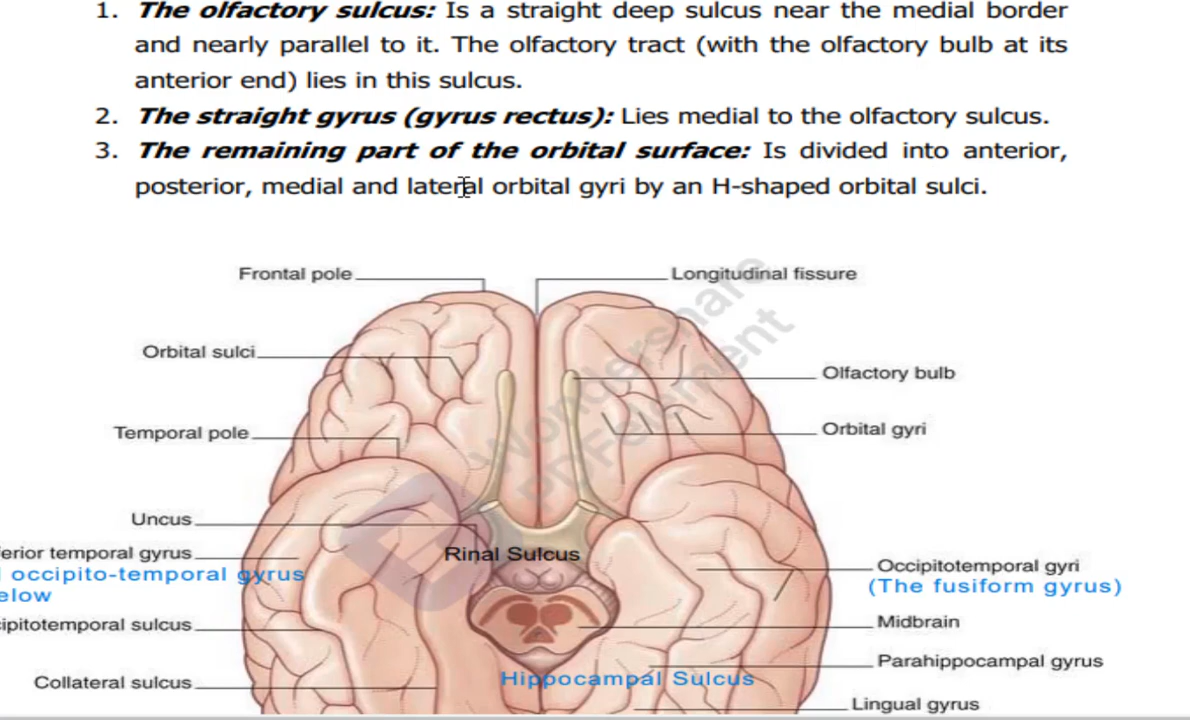 1. The olfactory sulcus: Is a straight deep sulcus near the medial border
and nearly parallel to it. The olfactory tract (with the olfactory bulb at its
anterior end) lies in this sulcus.
2. The straight gyrus (gyrus rectus): Lies medial to the olfactory sulcus.
3. The remaining part of the orbital surface: Is divided into anterior,
posterior, medial and lateral orbital gyri by an H-shaped orbital sulci.
Frontal pole
Longitudinal fissure
Orbital sulci
Olfactory bulb
Temporal pole
Orbital gyri
Uncus
Rinal Sulcus
erior temporal gyrus
occipito-temporal gyrus
elow
Occipitotemporal gyri
(The fusiform gyrus)
cipitotemporal sulcus
Midbrain
Parahippocampal gyrus
Collateral sulcus
Hippocampal Sulcus
Lingual gyrus
Wondershare
PDFelement